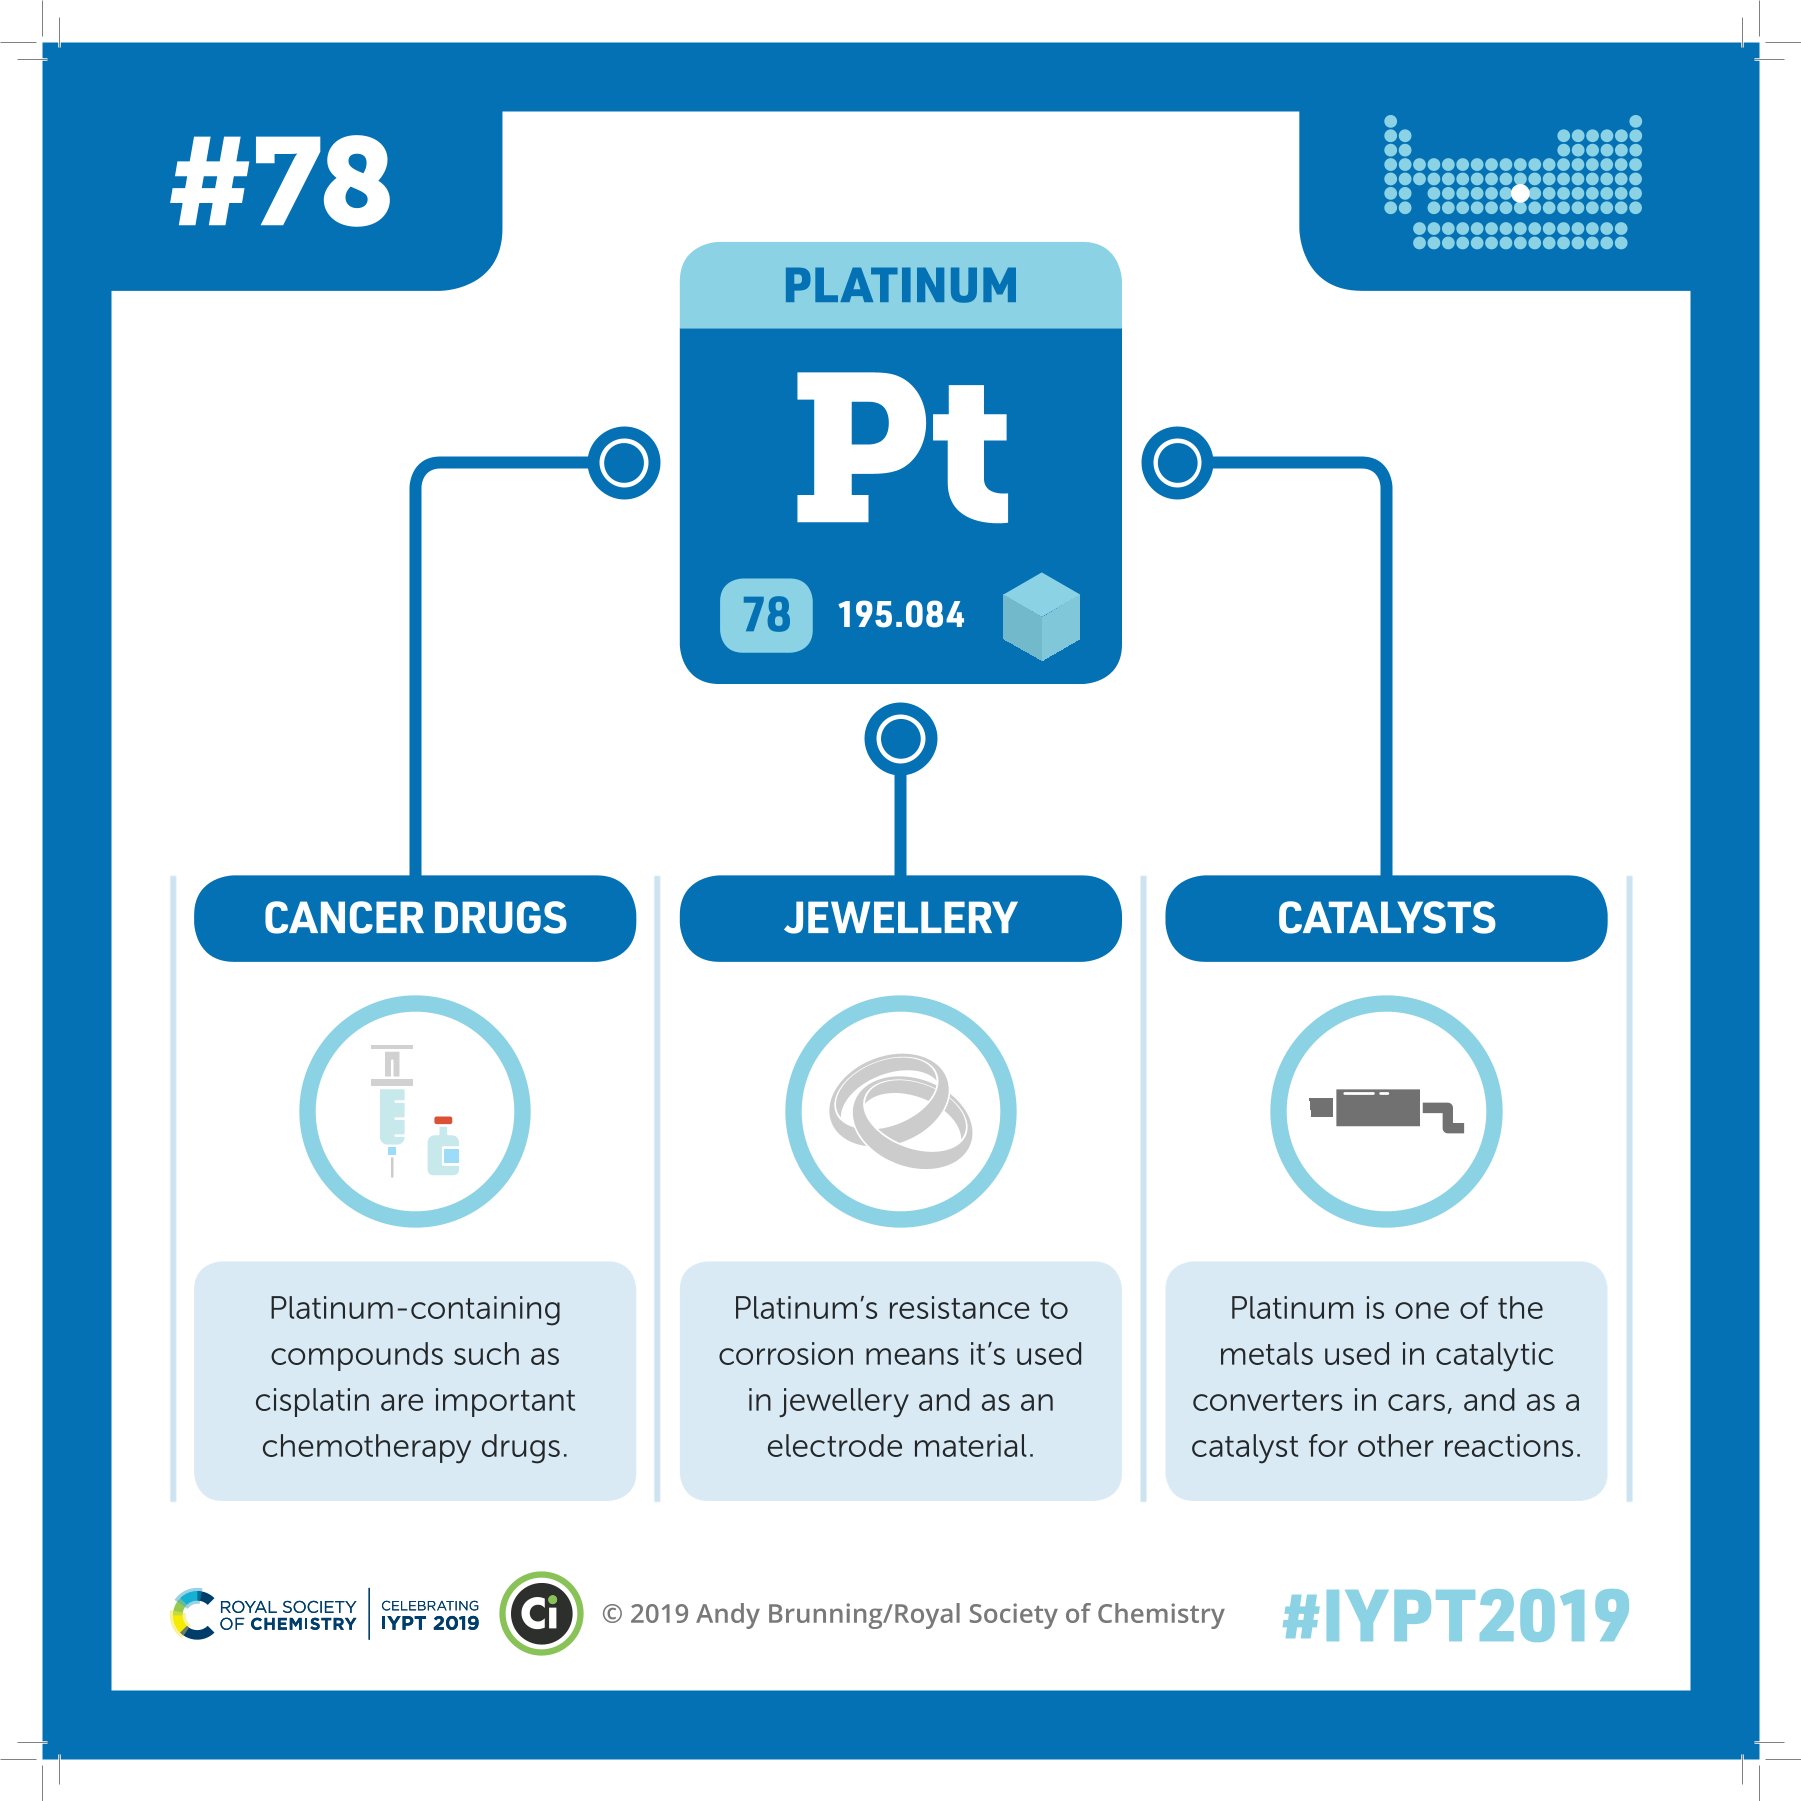 #78
PLATINUM
Pt
78 195.084
CANCER DRUGS
Platinum-containing
compounds such as
cisplatin are important
chemotherapy drugs.
JEWELLERY
Platinum’s resistance to
corrosion means it’s used
in jewellery and as an
electrode material.
CATALYSTS
Platinum is one of the
metals used in catalytic
converters in cars, and as a
catalyst for other reactions.
ROYAL SOCIETY
OF CHEMISTRY
CELEBRATING
IYPT 2019
Ci
© 2019 Andy Brunning/Royal Society of Chemistry
#IYPT2019